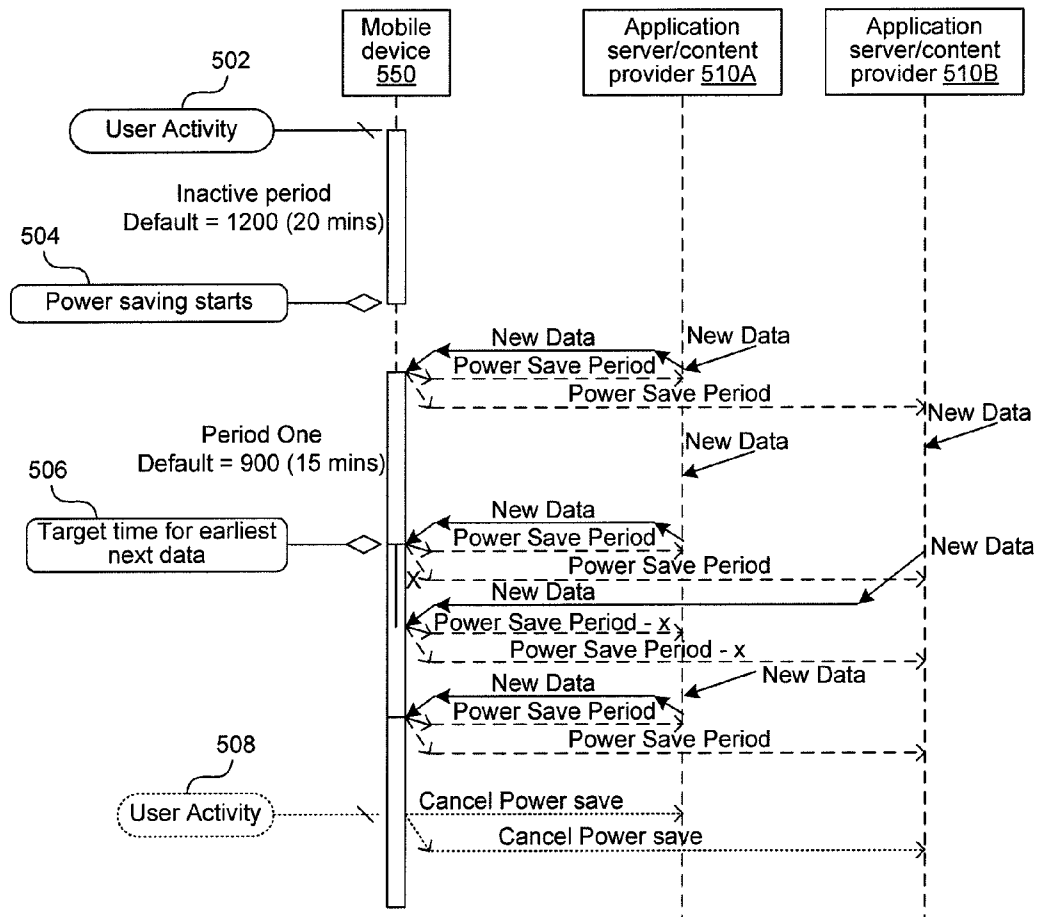 Mobile
device
550
Application
server/content
provider 510A
Application
server/content
provider 510B
502
User Activity
Inactive period
Default = 1200 (20 mins)
504
Power saving starts
New Data
New Data
Power Save Period
Power Save Period
New Data
New Data
Period One
Default = 900 (15 mins)
506
Target time for earliest
next data
New Data
Power Save Period
New Data
Power Save Period
X
New Data
Power Save Period - x
Power Save Period - x
New Data
New Data
Power Save Period
Power Save Period
508
User Activity
Cancel Power save
Cancel Power save